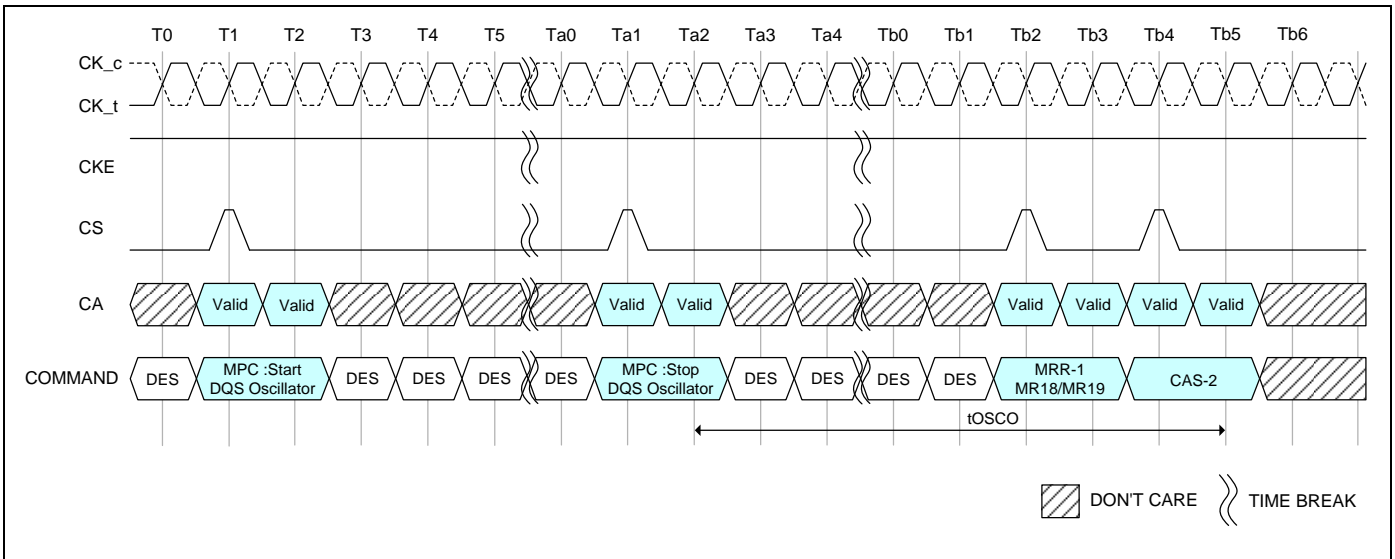 T0 T1 T2 T3 T4 T5 Ta0 Ta1 Ta2 Ta3 Ta4 Tb0 Tb1 Tb2 Tb3 Tb4 Tb5 Tb6
CK_c
CK_t
CKE
CS
CA Valid Valid Valid Valid Valid Valid Valid Valid
COMMAND DES MPC :Start DES DES DES DES MPC :Stop DES DES DES DES MRR-1 CAS-2
DQS Oscillator DQS Oscillator MR18/MR19
tOSCO
DON'T CARE TIME BREAK